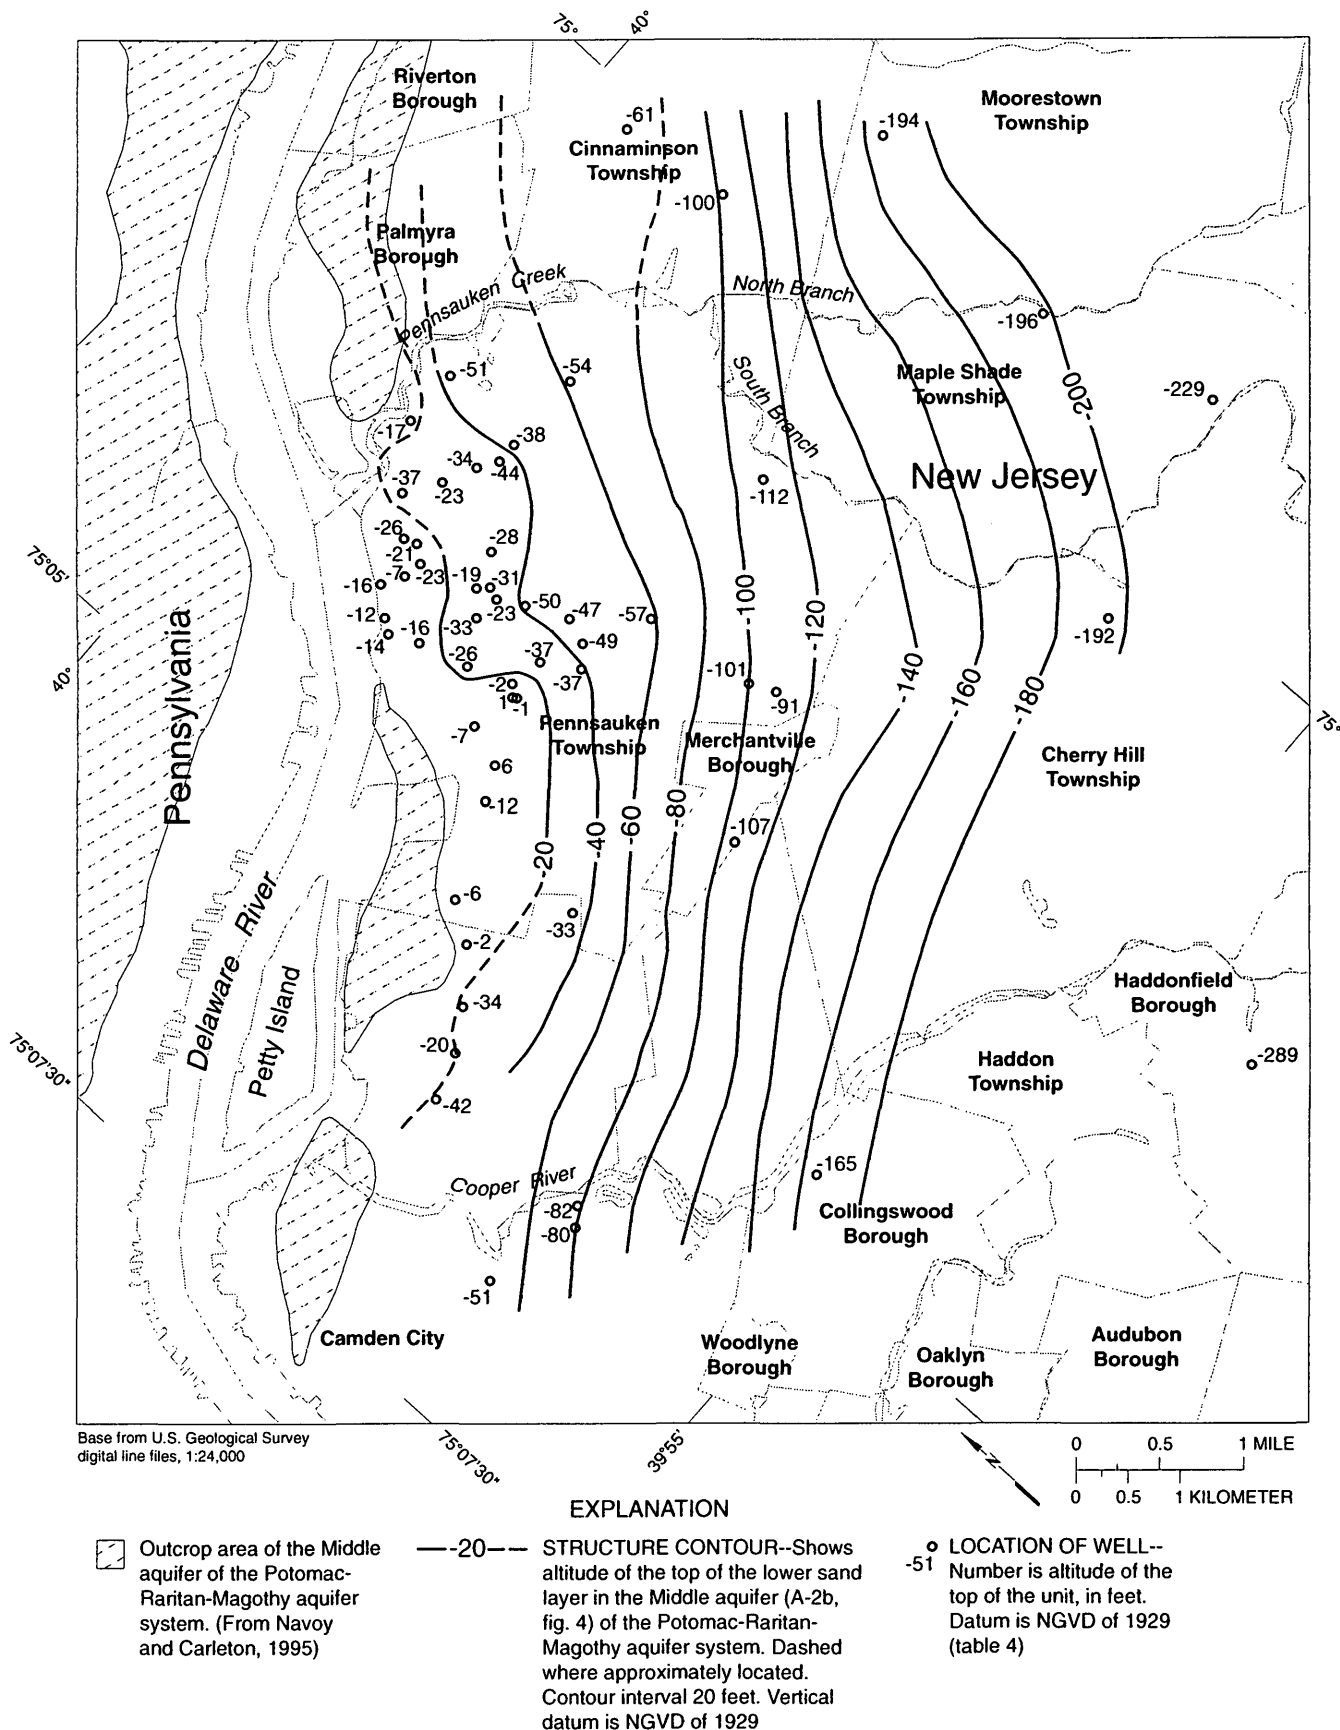 75°
40°
Riverton
Borough
Moorestown
Township
-61
-194
Cinnaminson
Township
-100
Palmyra
Borough
Pennsauken Creek
North Branch
-196
-51
-54
South Branch
Maple Shade
Township
-200
-229
-17
-38
-34
-44
New Jersey
-37
-23
-112
-26
-28
-21
75°05'
-7
-23
-19
-31
-16
-100
-50
-12
-23
-47
-57
-120
-16
-33
-14
-49
-192
-26
-37
-101
40°
-2
-37
-140
-160
-180
1
-1
-91
75°
Pennsylvania
-7
Pennsauken
Township
Merchantville
Borough
Cherry Hill
Township
6
-12
-80
-60
-40
-107
-20
-6
-33
-2
Delaware River
Haddonfield
Borough
Petty Island
-34
75°07'30"
-20
Haddon
Township
-289
-42
-165
Cooper River
-82
-80
Collingswood
Borough
-51
Camden City
Woodlyne
Borough
Oaklyn
Borough
Audubon
Borough
Base from U.S. Geological Survey
digital line files, 1:24,000
75°07'30"
39°55'
N
0 0.5 1 MILE
0 0.5 1 KILOMETER
EXPLANATION
Outcrop area of the Middle
aquifer of the Potomac-
Raritan-Magothy aquifer
system. (From Navoy
and Carleton, 1995)
-20
STRUCTURE CONTOUR--Shows
altitude of the top of the lower sand
layer in the Middle aquifer (A-2b,
fig. 4) of the Potomac-Raritan-
Magothy aquifer system. Dashed
where approximately located.
Contour interval 20 feet. Vertical
datum is NGVD of 1929
-51
LOCATION OF WELL--
Number is altitude of the
top of the unit, in feet.
Datum is NGVD of 1929
(table 4)